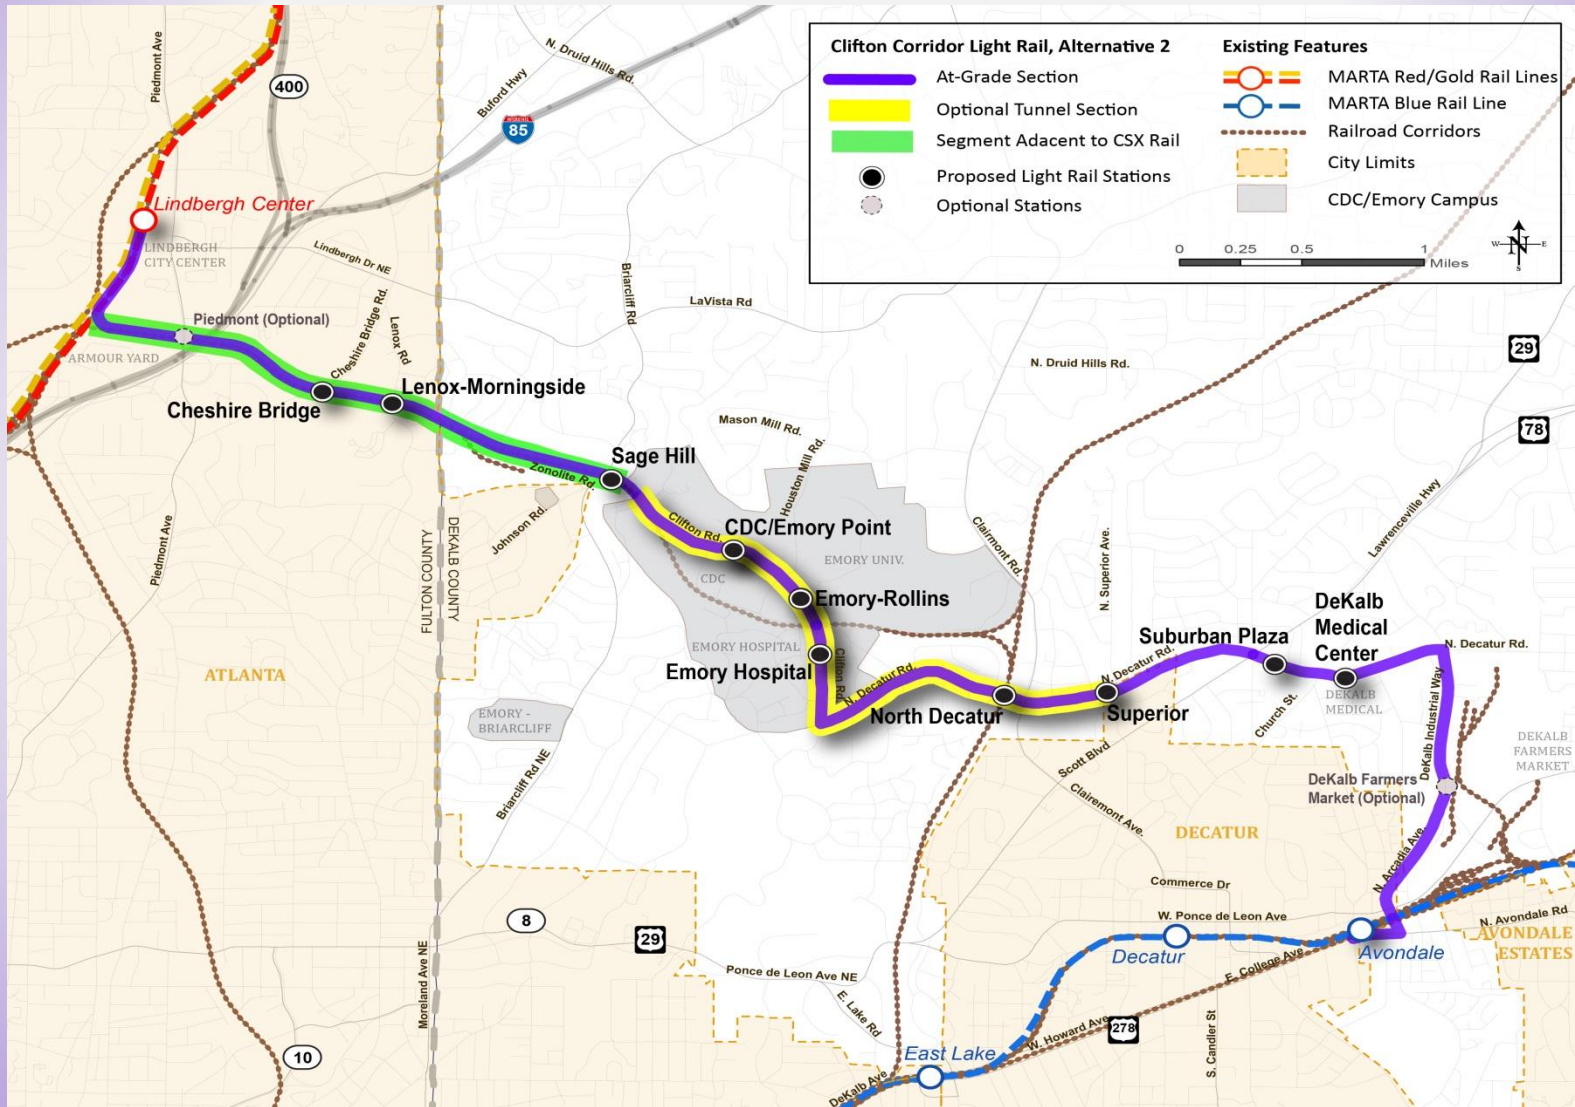 Clifton Corridor Light Rail, Alternative 2
At-Grade Section
Optional Tunnel Section
Segment Adacent to CSX Rail
Proposed Light Rail Stations
Optional Stations
Existing Features
MARTA Red/Gold Rail Lines
MARTA Blue Rail Line
Railroad Corridors
City Limits
CDC/Emory Campus
0 0.25 0.5 1
Miles
N
W
E
S
Piedmont Ave
400
Buford Hwy
N. Druid Hills Rd.
INTERSTATE
85
Lindbergh Center
LINDBERGH
CITY CENTER
Lindbergh Dr NE
Briarcliff Rd
LaVista Rd
Piedmont (Optional)
Cheshire Bridge Rd.
Lenox Rd
ARMOUR YARD
N. Druid Hills Rd.
29
78
Cheshire Bridge
Lenox-Morningside
Mason Mill Rd.
Houston Mill Rd.
Sage Hill
Zonolite Rd.
Johnson Rd.
Clifton Rd.
CDC/Emory Point
CDC
EMORY UNIV.
Clairmont Rd.
N. Superior Ave.
Lawrenceville Hwy
Piedmont Ave
FULTON COUNTY
DEKALB COUNTY
Emory-Rollins
EMORY HOSPITAL
Emory Hospital
Clifton Rd.
N. Decatur Rd.
North Decatur
N. Decatur Rd.
Superior
Suburban Plaza
DeKalb
Medical
Center
N. Decatur Rd.
DEKALB
MEDICAL
Church St.
ATLANTA
EMORY -
BRIARCLIFF
Briarcliff Rd NE
Scott Blvd
Clairemont Ave.
DeKalb Industrial Way
DEKALB
FARMERS
MARKET
DeKalb Farmers
Market (Optional)
DECATUR
N. Arcadia Ave.
Commerce Dr
W. Ponce de Leon Ave
N. Avondale Rd
AVONDALE
ESTATES
8
29
Moreland Ave NE
Ponce de Leon Ave NE
Decatur
E. College Ave
Avondale
E. Lake Rd
W. Howard Ave
278
S. Candler St
10
East Lake
DeKalb Ave